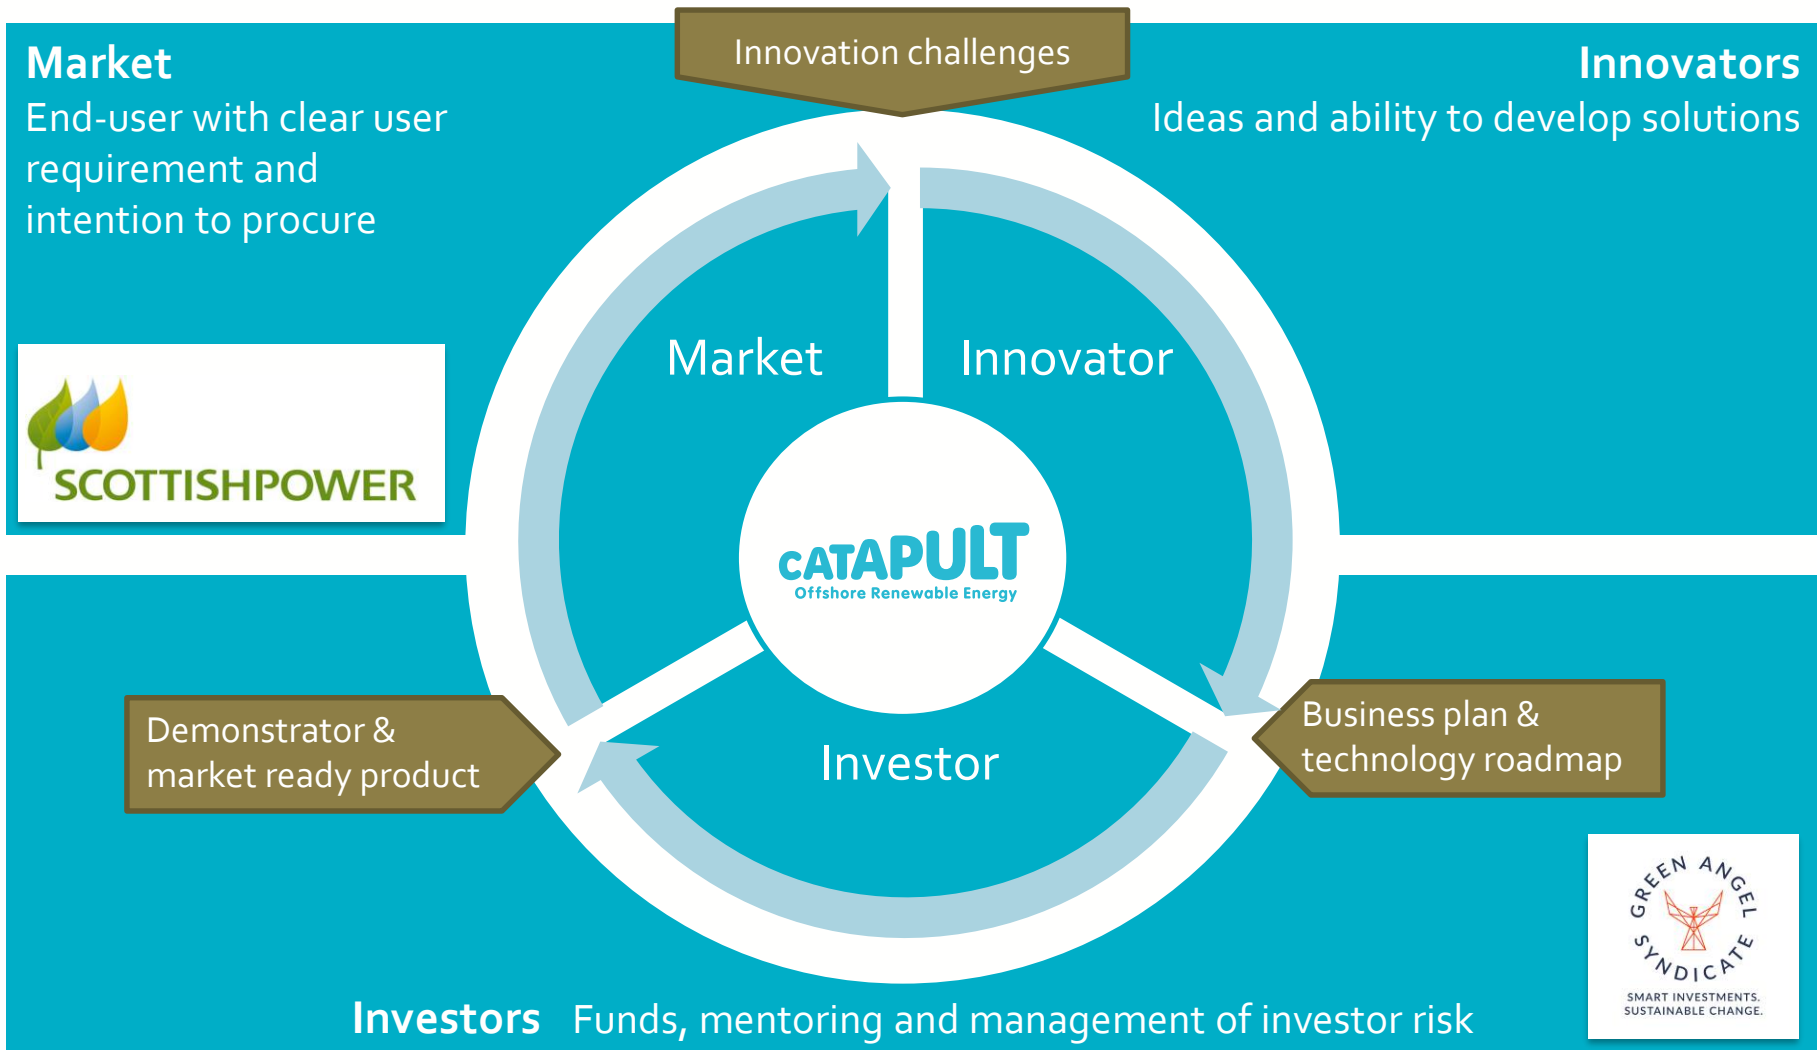 Innovation challenges
Market
End-user with clear user
requirement and
intention to procure
Innovators
Ideas and ability to develop solutions
SCOTTISHPOWER
Market
Innovator
CATAPULT
Offshore Renewable Energy
Investor
Demonstrator &
market ready product
Business plan &
technology roadmap
GREEN ANGEL
SYNDICATE
SMART INVESTMENTS.
SUSTAINABLE CHANGE.
Investors Funds, mentoring and management of investor risk